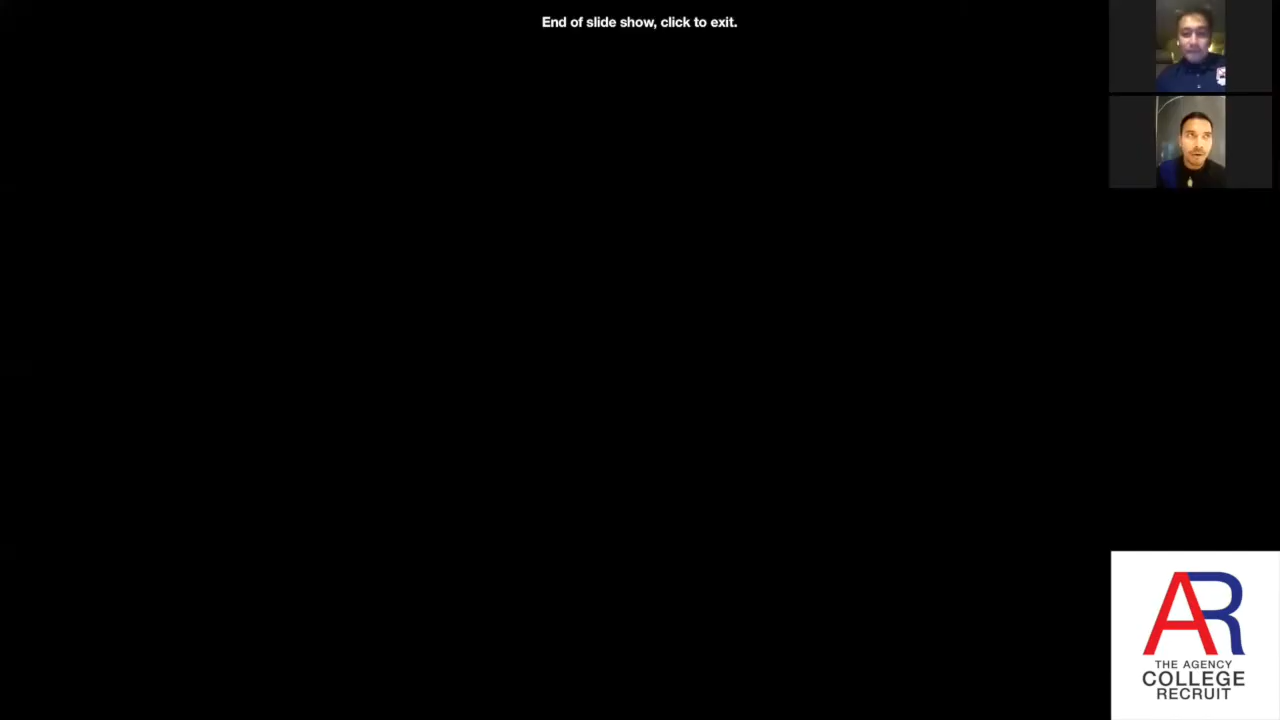 End of slide show, click to exit.
AR
THE AGENCY
COLLEGE
RECRUIT